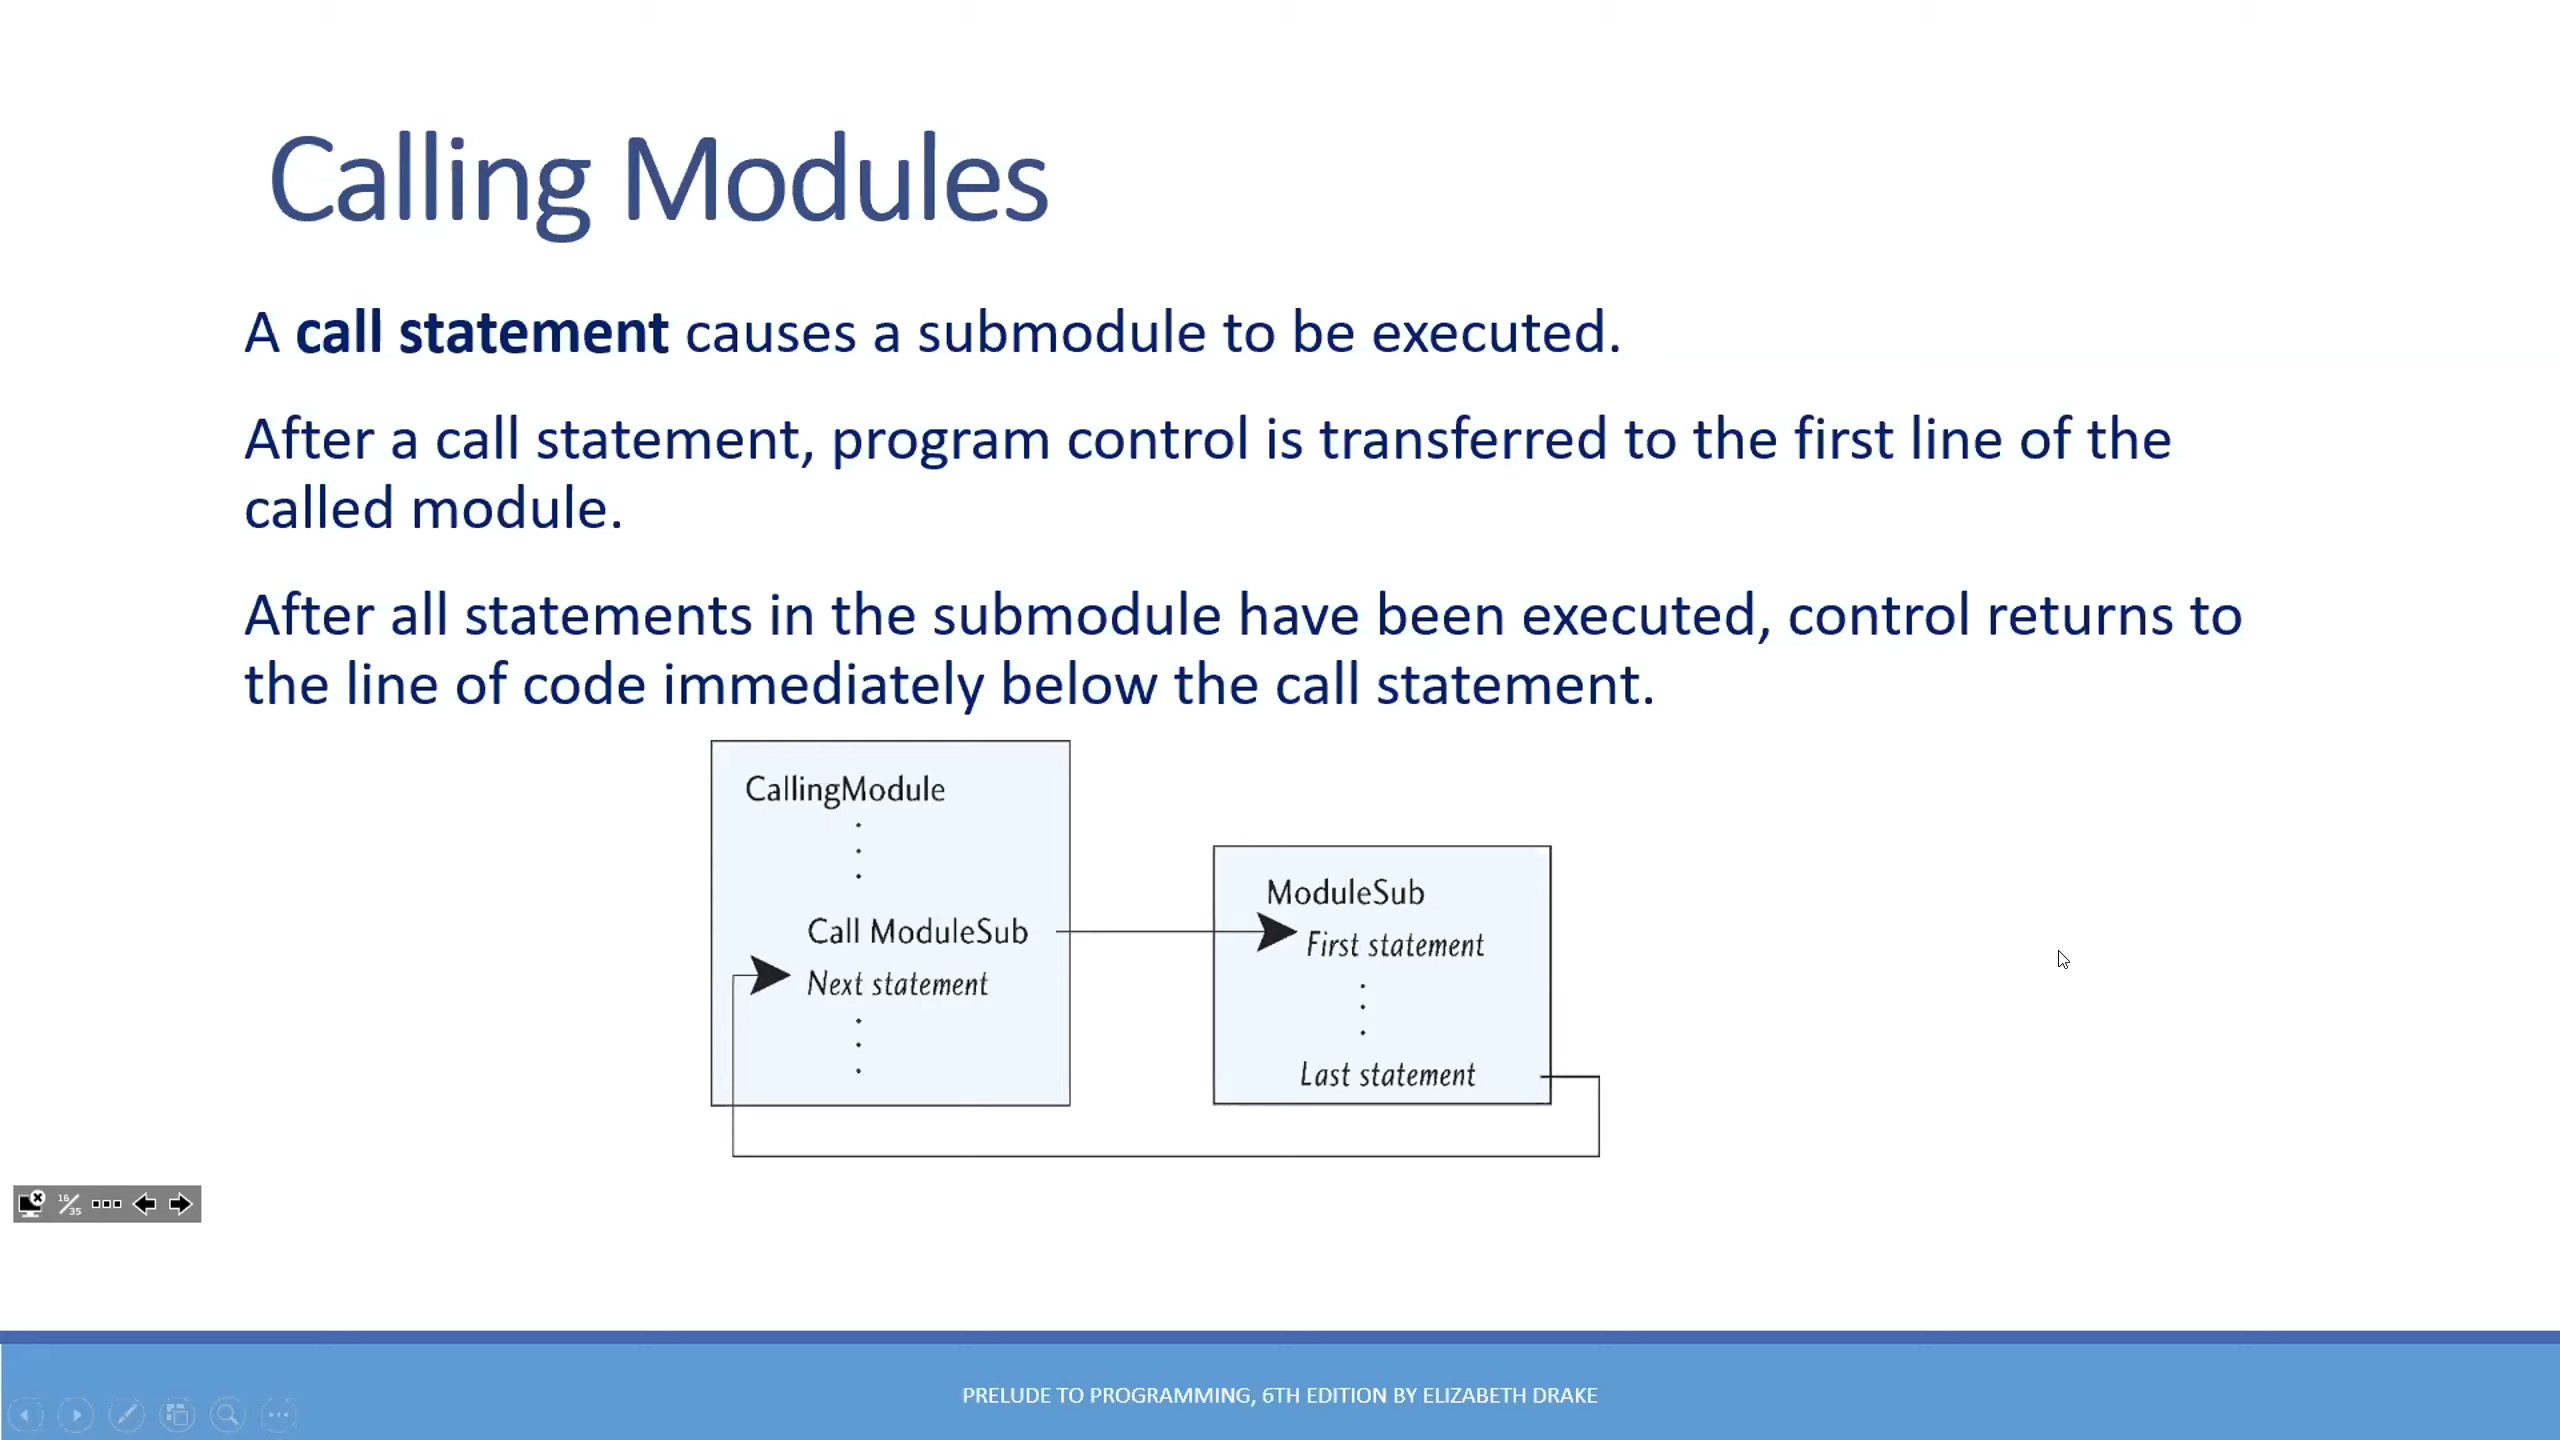 Calling Modules
A call statement causes a submodule to be executed.
After a call statement, program control is transferred to the first line of the
called module.
After all statements in the submodule have been executed, control returns to
the line of code immediately below the call statement.
CallingModule
.
.
.
Call ModuleSub
Next statement
.
.
.
ModuleSub
First statement
.
.
.
Last statement
16/35
PRELUDE TO PROGRAMMING, 6TH EDITION BY ELIZABETH DRAKE